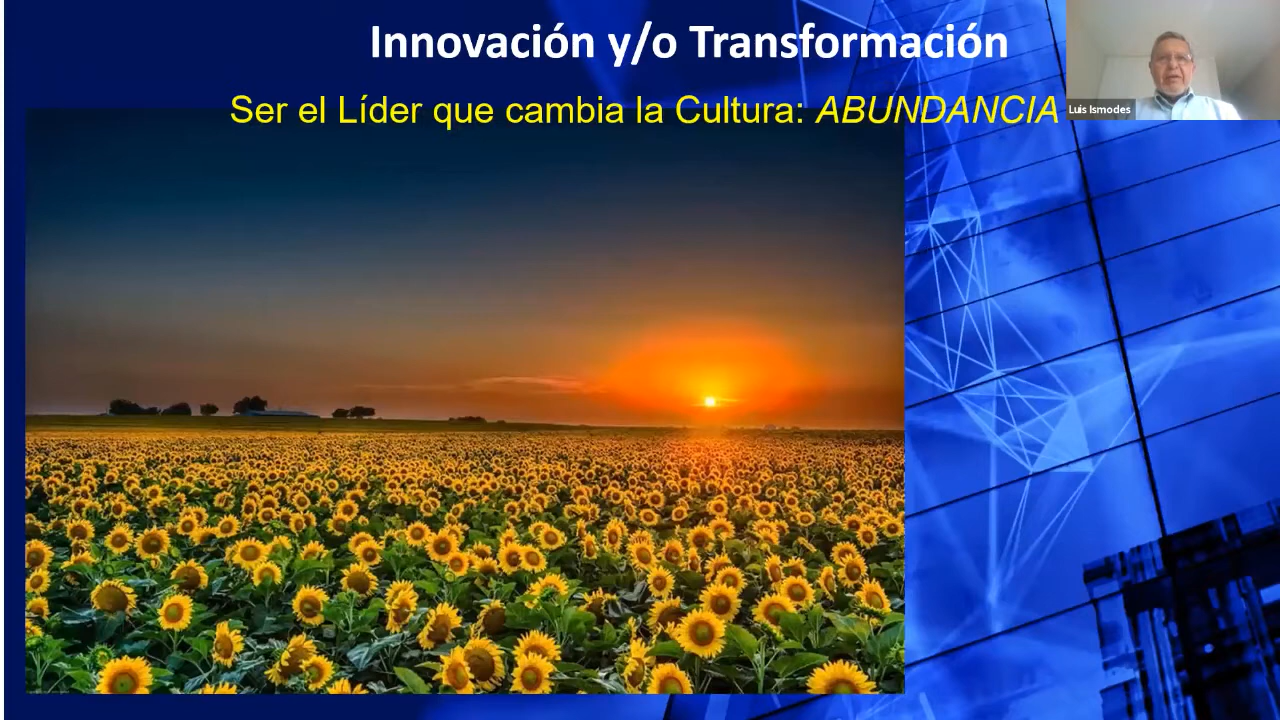 Innovación y/o Transformación
Ser el Líder que cambia la Cultura: ABUNDANCIA
Luis Ismodes